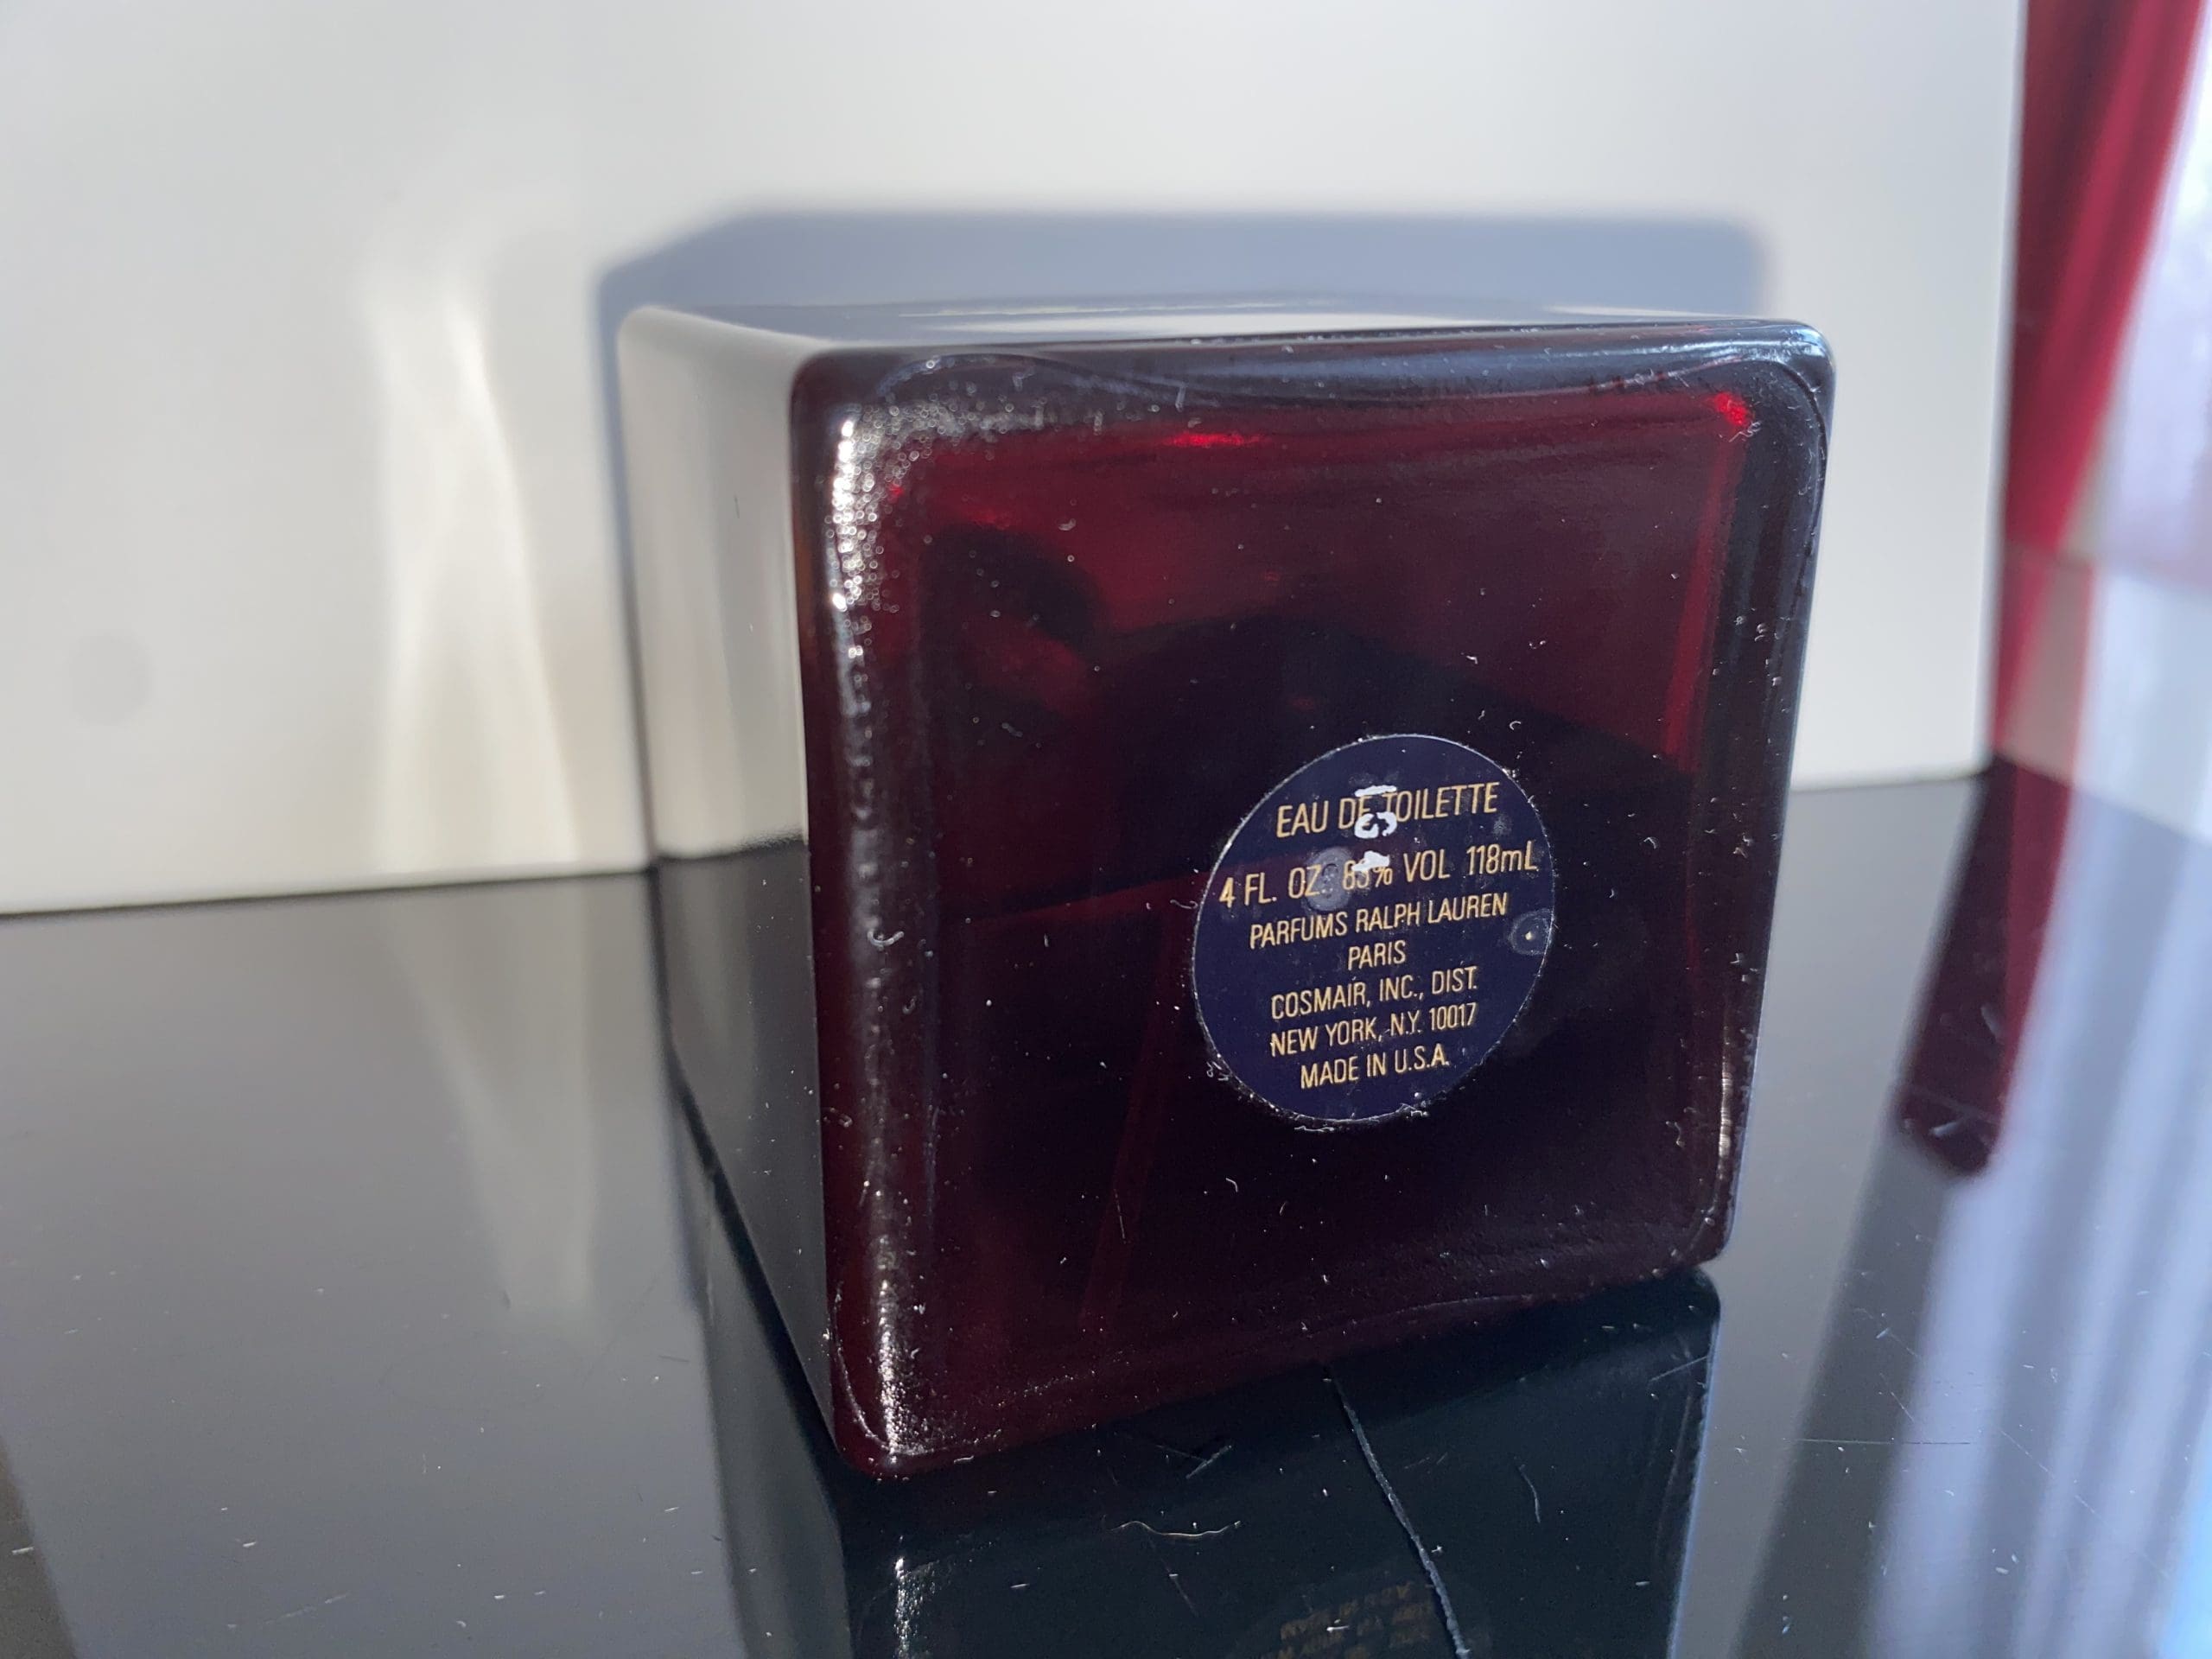 EAU DE TOILETTE
4 FL. OZ. 83% VOL 118mL
PARFUMS RALPH LAUREN
PARIS
COSMAIR, INC., DIST.
NEW YORK, N.Y. 10017
MADE IN U.S.A.